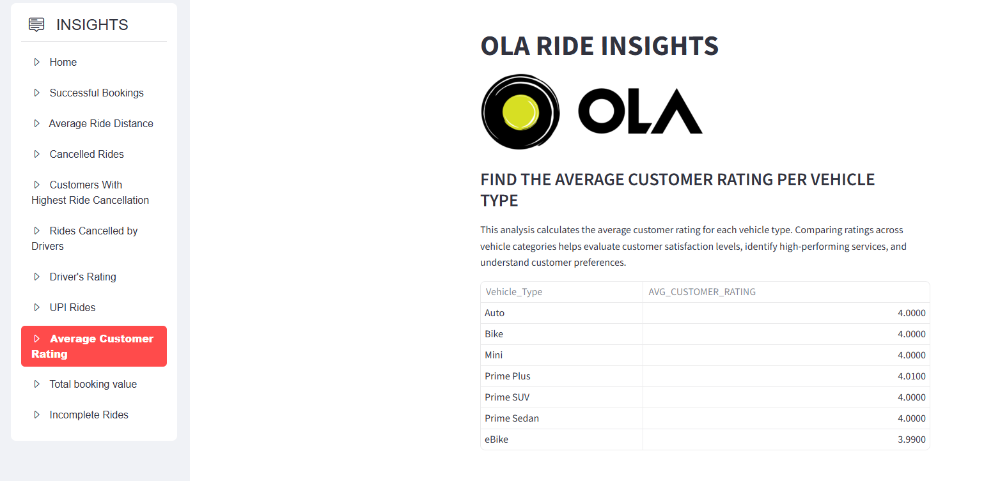 INSIGHTS
Home
Successful Bookings
Average Ride Distance
Cancelled Rides
Customers With
Highest Ride Cancellation
Rides Cancelled by
Drivers
Driver's Rating
UPI Rides
Average Customer
Rating
Total booking value
Incomplete Rides
OLA RIDE INSIGHTS
OLA
FIND THE AVERAGE CUSTOMER RATING PER VEHICLE
TYPE
This analysis calculates the average customer rating for each vehicle type. Comparing ratings across
vehicle categories helps evaluate customer satisfaction levels, identify high-performing services, and
understand customer preferences.
Vehicle_Type AVG_CUSTOMER_RATING
Auto 4.0000
Bike 4.0000
Mini 4.0000
Prime Plus 4.0100
Prime SUV 4.0000
Prime Sedan 4.0000
eBike 3.9900